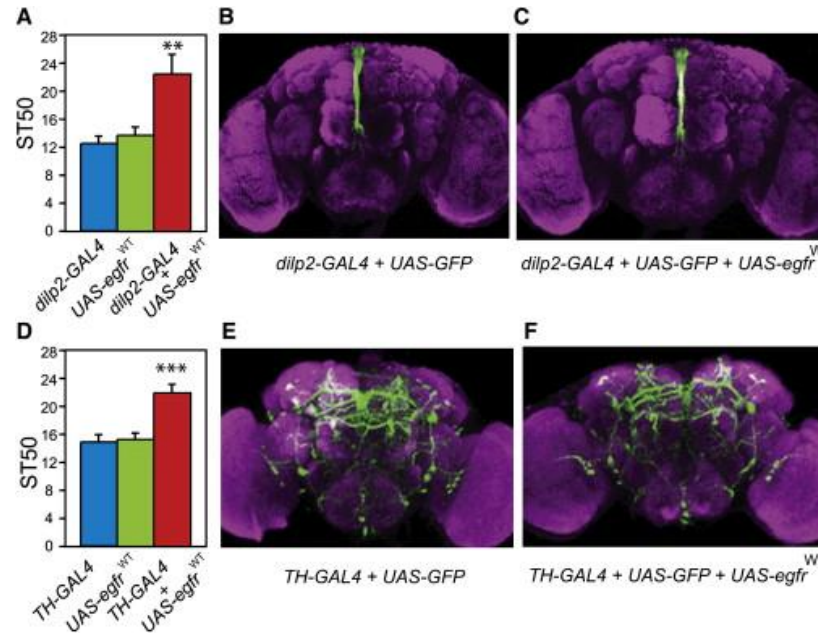 A
B
C
28
24
20
16
12
8
4
0
ST50
**
dilp2-GAL4
UAS-egfr^WT
dilp2-GAL4
+
UAS-egfr^WT
dilp2-GAL4 + UAS-GFP
dilp2-GAL4 + UAS-GFP + UAS-egfr^W
D
E
F
28
24
20
16
12
8
4
0
ST50
***
TH-GAL4
UAS-egfr^WT
TH-GAL4
+
UAS-egfr^WT
TH-GAL4 + UAS-GFP
TH-GAL4 + UAS-GFP + UAS-egfr^W